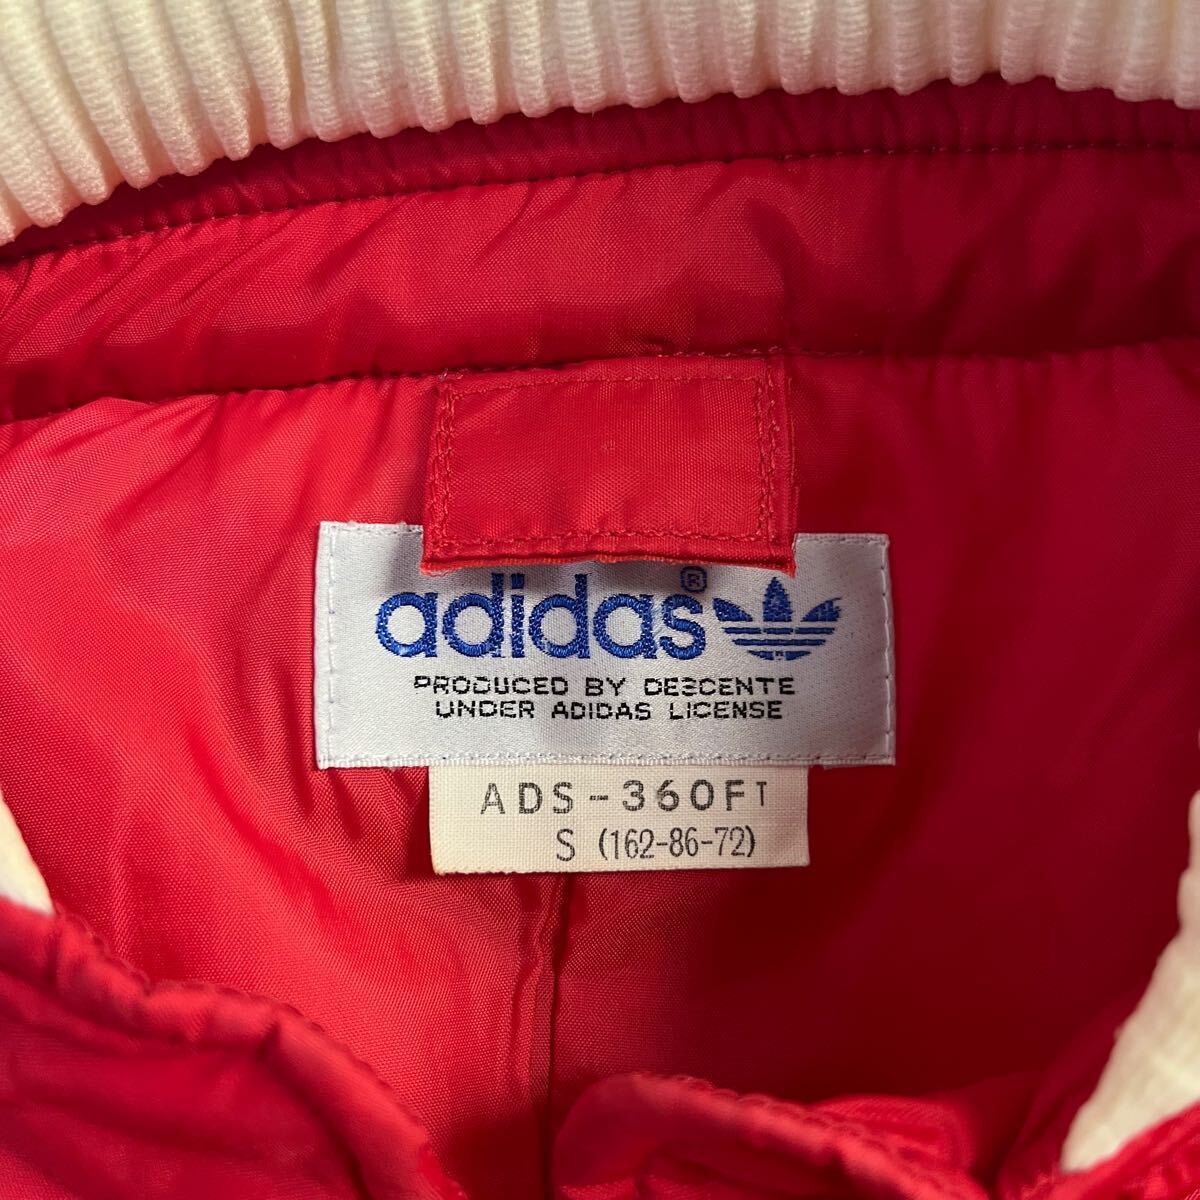 adidas®
PRODUCED BY DESCENTE
UNDER ADIDAS LICENSE
ADS-360FT
S (162-86-72)